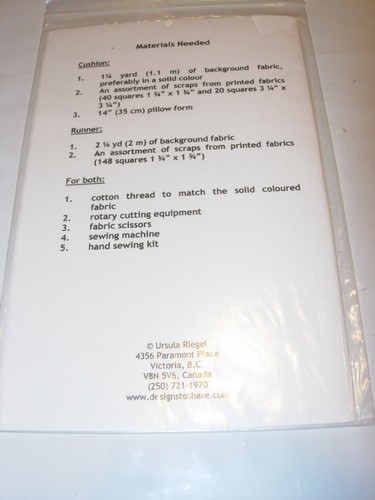 Materials Needed
Cushion:
1. 1¼ yard (1.1 m) of background fabric,
preferably in a solid colour
2. An assortment of scraps from printed fabrics
(40 squares 1 ¾" x 1 ¾" and 20 squares 3 ¼" x
3 ¼")
3. 14" (35 cm) pillow form
Runner:
1. 2 ¼ yd (2 m) of background fabric
2. An assortment of scraps from printed fabrics
(148 squares 1 ¾" x 1 ¾")
For both:
1. cotton thread to match the solid coloured
fabric
2. rotary cutting equipment
3. fabric scissors
4. sewing machine
5. hand sewing kit
© Ursula Riegel
4356 Paramont Place
Victoria, B.C.
V8N 5V6, Canada
(250) 721-1970
www.designstoshare.com